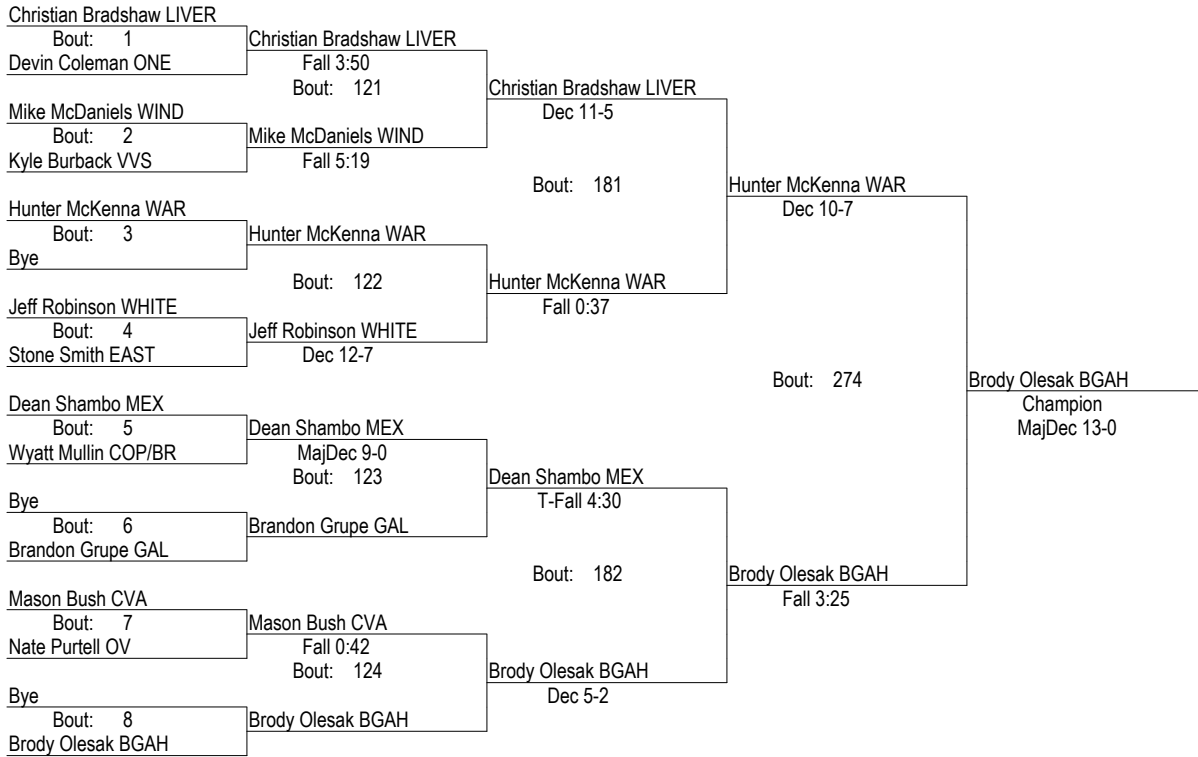 Christian Bradshaw LIVER
Bout: 1
Devin Coleman ONE
Mike McDaniels WIND
Bout: 2
Kyle Burback VVS
Hunter McKenna WAR
Bout: 3
Bye
Jeff Robinson WHITE
Bout: 4
Stone Smith EAST
Dean Shambo MEX
Bout: 5
Wyatt Mullin COP/BR
Bye
Bout: 6
Brandon Grupe GAL
Mason Bush CVA
Bout: 7
Nate Purtell OV
Bye
Bout: 8
Brody Olesak BGAH
Christian Bradshaw LIVER
Fall 3:50
Bout: 121
Mike McDaniels WIND
Fall 5:19
Hunter McKenna WAR
Bout: 122
Jeff Robinson WHITE
Dec 12-7
Dean Shambo MEX
MajDec 9-0
Bout: 123
Brandon Grupe GAL
Mason Bush CVA
Fall 0:42
Bout: 124
Brody Olesak BGAH
Christian Bradshaw LIVER
Dec 11-5
Bout: 181
Hunter McKenna WAR
Fall 0:37
Dean Shambo MEX
T-Fall 4:30
Bout: 182
Brody Olesak BGAH
Dec 5-2
Hunter McKenna WAR
Dec 10-7
Bout: 274
Brody Olesak BGAH
Fall 3:25
Brody Olesak BGAH
Champion
MajDec 13-0